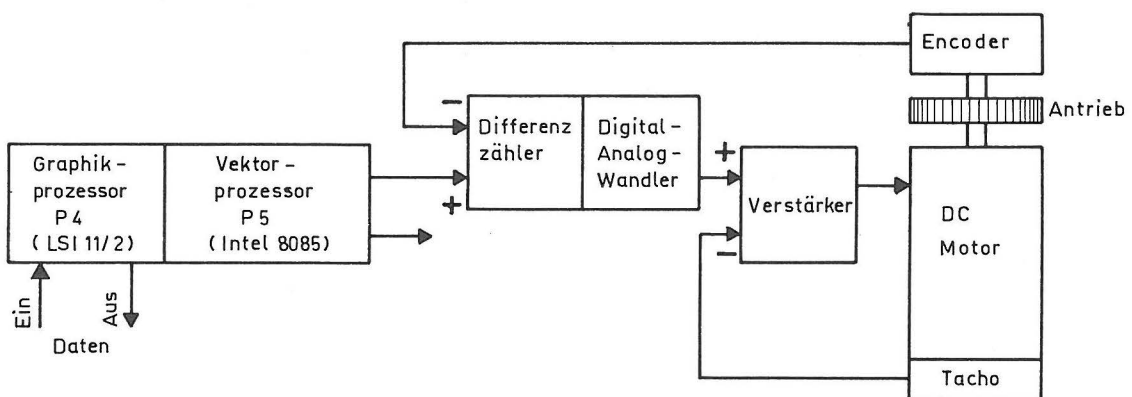 Encoder
Antrieb
−
Differenz
zähler
Digital –
Analog-
Wandler
+
Graphik –
prozessor
P 4
( LSI 11/2 )
Vektor –
prozessor
P 5
( Intel 8085)
+
Verstärker
−
DC
Motor
Tacho
Ein
Aus
Daten